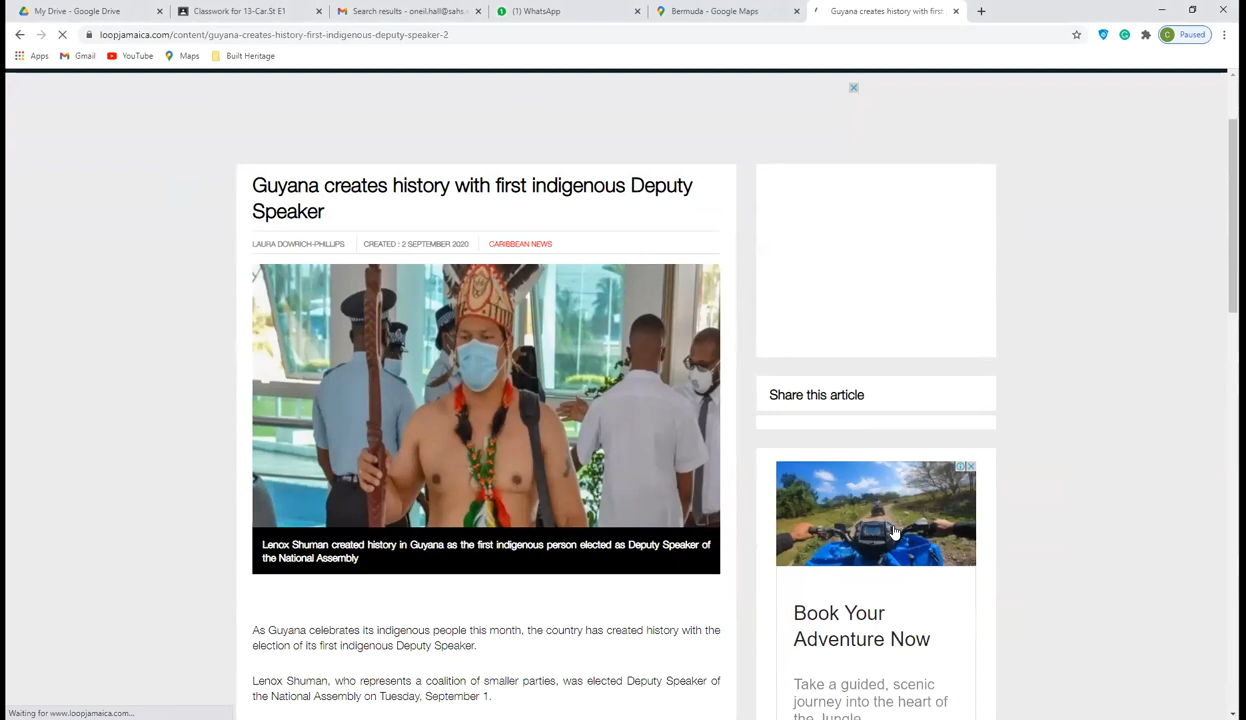 My Drive - Google Drive
Classwork for 13-Car.St E1
Search results - oneil.hall@sahs.
(1) WhatsApp
Bermuda - Google Maps
Guyana creates history with first
loopjamaica.com/content/guyana-creates-history-first-indigenous-deputy-speaker-2
C Paused
Apps
Gmail
YouTube
Maps
Built Heritage
Guyana creates history with first indigenous Deputy
Speaker
LAURA DOWRICH-PHILLIPS
CREATED : 2 SEPTEMBER 2020
CARIBBEAN NEWS
Lenox Shuman created history in Guyana as the first indigenous person elected as Deputy Speaker of
the National Assembly
As Guyana celebrates its indigenous people this month, the country has created history with the
election of its first indigenous Deputy Speaker.
Lenox Shuman, who represents a coalition of smaller parties, was elected Deputy Speaker of
the National Assembly on Tuesday, September 1.
Share this article
Book Your
Adventure Now
Take a guided, scenic
journey into the heart of
the Jungle
Waiting for www.loopjamaica.com...